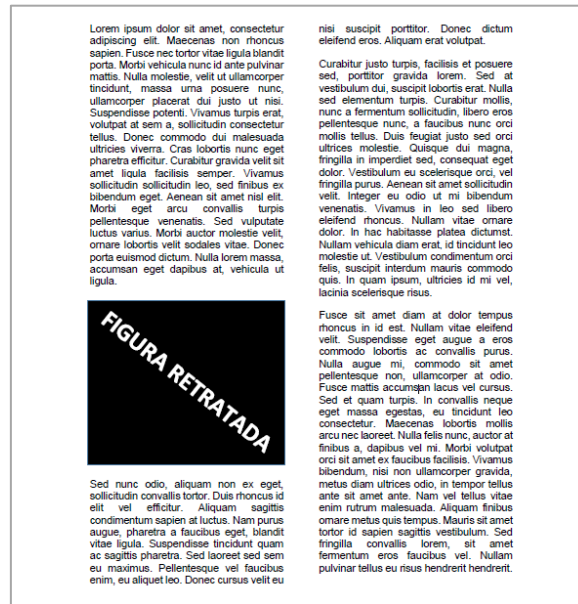 Lorem ipsum dolor sit amet, consectetur
adipiscing elit. Maecenas non rhoncus
sapien. Fusce nec tortor vitae ligula blandit
porta. Morbi vehicula nunc id ante pulvinar
mattis. Nulla molestie, velit ut ullamcorper
tincidunt, massa urna posuere nunc,
ullamcorper placerat dui justo ut nisi.
Suspendisse potenti. Vivamus turpis erat,
volutpat at sem a, sollicitudin consectetur
tellus. Donec commodo dui malesuada
ultricies viverra. Cras lobortis nunc eget
pharetra efficitur. Curabitur gravida velit sit
amet ligula facilisis semper. Vivamus
sollicitudin sollicitudin leo, sed finibus ex
bibendum eget. Aenean sit amet nisl elit.
Morbi eget arcu convallis turpis
pellentesque venenatis. Sed vulputate
luctus varius. Morbi auctor molestie velit,
ornare lobortis velit sodales vitae. Donec
porta euismod dictum. Nulla lorem massa,
accumsan eget dapibus at, vehicula ut
ligula.
FIGURA RETRATADA
Sed nunc odio, aliquam non ex eget,
sollicitudin convallis tortor. Duis rhoncus id
elit vel efficitur. Aliquam sagittis
condimentum sapien at luctus. Nam purus
augue, pharetra a faucibus eget, blandit
vitae ligula. Suspendisse tincidunt quam
ac sagittis pharetra. Sed laoreet sed sem
eu maximus. Pellentesque vel faucibus
enim, eu aliquet leo. Donec cursus velit eu
nisi suscipit porttitor. Donec dictum
eleifend eros. Aliquam erat volutpat.
Curabitur justo turpis, facilisis et posuere
sed, porttitor gravida lorem. Sed at
vestibulum dui, suscipit lobortis erat. Nulla
sed elementum turpis. Curabitur mollis,
nunc a fermentum sollicitudin, libero eros
pellentesque nunc, a faucibus nunc orci
mollis tellus. Duis feugiat justo sed orci
ultrices molestie. Quisque dui magna,
fringilla in imperdiet sed, consequat eget
dolor. Vestibulum eu scelerisque orci, vel
fringilla purus. Aenean sit amet sollicitudin
velit. Integer eu odio ut mi bibendum
venenatis. Vivamus in leo sed libero
eleifend rhoncus. Nullam vitae ornare
dolor. In hac habitasse platea dictumst.
Nullam vehicula diam erat, id tincidunt leo
molestie ut. Vestibulum condimentum orci
felis, suscipit interdum mauris commodo
quis. In quam ipsum, ultricies id mi vel,
lacinia scelerisque risus.
Fusce sit amet diam at dolor tempus
rhoncus in id est. Nullam vitae eleifend
velit. Suspendisse eget augue a eros
commodo lobortis ac convallis purus.
Nulla augue mi, commodo sit amet
pellentesque non, ullamcorper at odio.
Fusce mattis accumsan lacus vel cursus.
Sed et quam turpis. In convallis neque
eget massa egestas, eu tincidunt leo
consectetur. Maecenas lobortis mollis
arcu nec laoreet. Nulla felis nunc, auctor at
finibus a, dapibus vel mi. Morbi volutpat
orci sit amet ex faucibus facilisis. Vivamus
bibendum, nisi non ullamcorper gravida,
metus diam ultrices odio, in tempor tellus
ante sit amet ante. Nam vel tellus vitae
enim rutrum malesuada. Aliquam finibus
ornare metus quis tempus. Mauris sit amet
tortor id sapien sagittis vestibulum. Sed
fringilla convallis lorem, sit amet
fermentum eros faucibus vel. Nullam
pulvinar tellus eu risus hendrerit hendrerit.